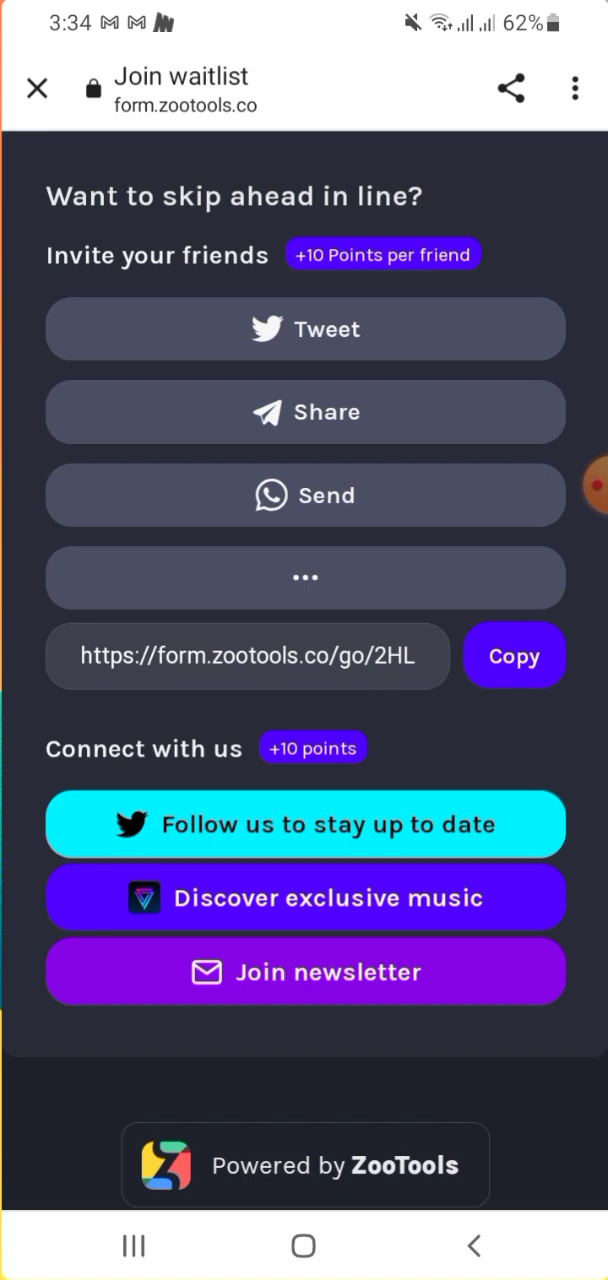 3:34
62%
Join waitlist
form.zootools.co
Want to skip ahead in line?
Invite your friends +10 Points per friend
Tweet
Share
Send
...
https://form.zootools.co/go/2HL Copy
Connect with us +10 points
Follow us to stay up to date
Discover exclusive music
Join newsletter
Powered by ZooTools